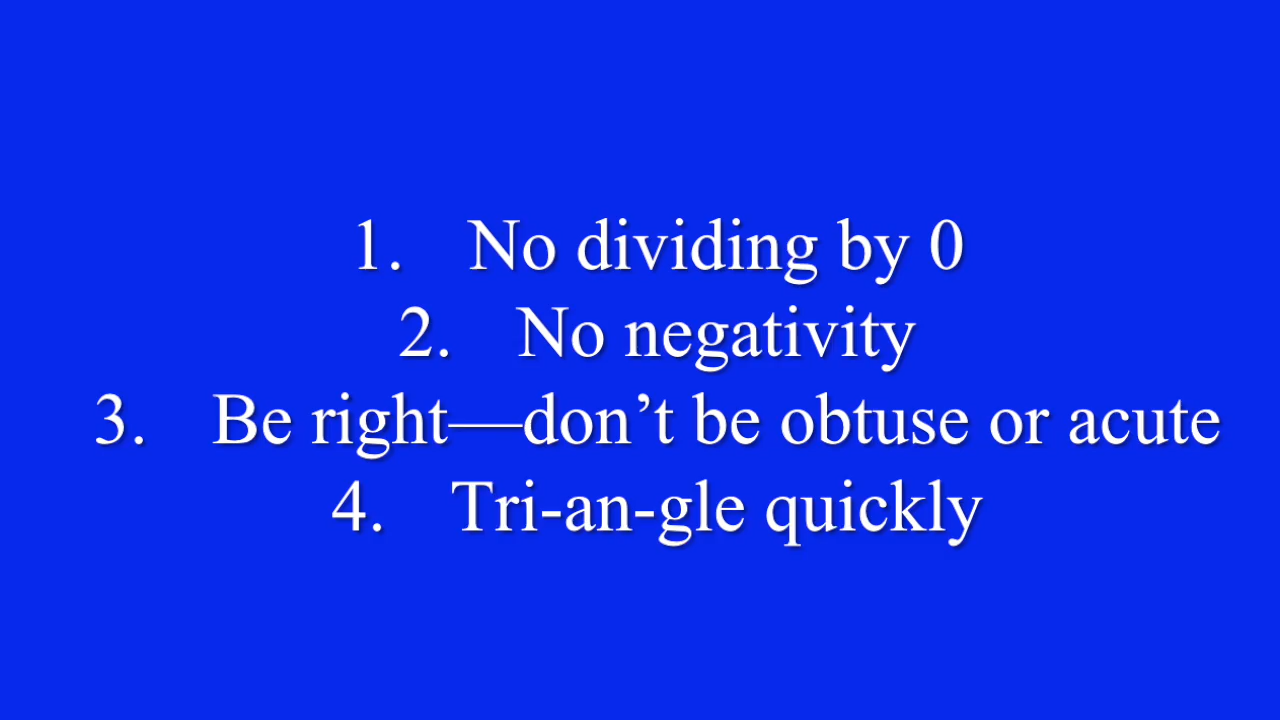 1. No dividing by 0
2. No negativity
3. Be right—don’t be obtuse or acute
4. Tri-an-gle quickly